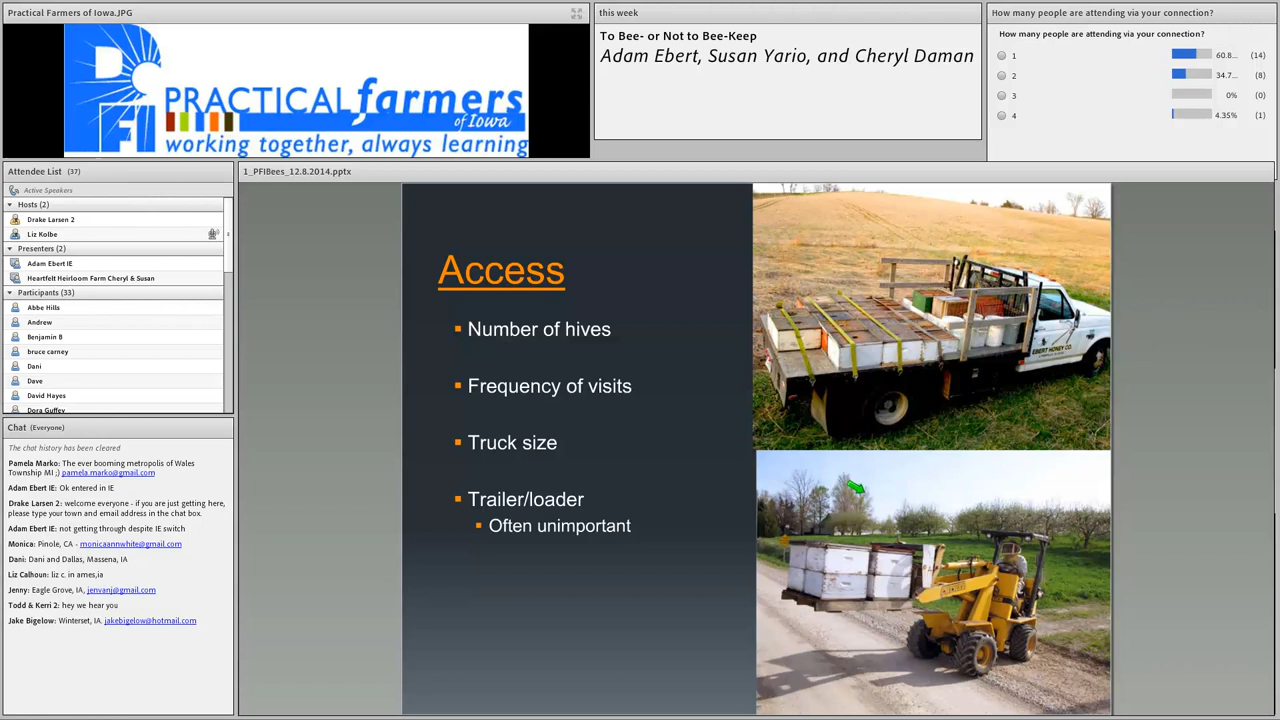 Practical Farmers of Iowa.JPG
PRACTICAL farmers
of Iowa
working together, always learning
this week
To Bee- or Not to Bee-Keep
Adam Ebert, Susan Yario, and Cheryl Daman
How many people are attending via your connection?
How many people are attending via your connection?
1 60.8... (14)
2 34.7... (8)
3 0% (0)
4 4.35% (1)
Attendee List (37)
Active Speakers
Hosts (2)
Drake Larsen 2
Liz Kolbe
Presenters (2)
Adam Ebert IE
Heartfelt Heirloom Farm Cheryl & Susan
Participants (33)
Abbe Hills
Andrew
Benjamin B
bruce carney
Dani
Dave
David Hayes
Dora Guffey
Chat (Everyone)
The chat history has been cleared
Pamela Marko: The ever booming metropolis of Wales
Township MI ;) pamela.marko@gmail.com
Adam Ebert IE: Ok entered in IE
Drake Larsen 2: welcome everyone - if you are just getting here,
please type your town and email address in the chat box.
Adam Ebert IE: not getting through despite IE switch
Monica: Pinole, CA - monicaannwhite@gmail.com
Dani: Dani and Dallas, Massena, IA
Liz Calhoun: liz c. in ames,ia
Jenny: Eagle Grove, IA, jenvanj@gmail.com
Todd & Kerri 2: hey we hear you
Jake Bigelow: Winterset, IA. jakebigelow@hotmail.com
1_PFIBees_12.8.2014.pptx
Access
Number of hives
Frequency of visits
Truck size
Trailer/loader
Often unimportant
EBERT HONEY CO.